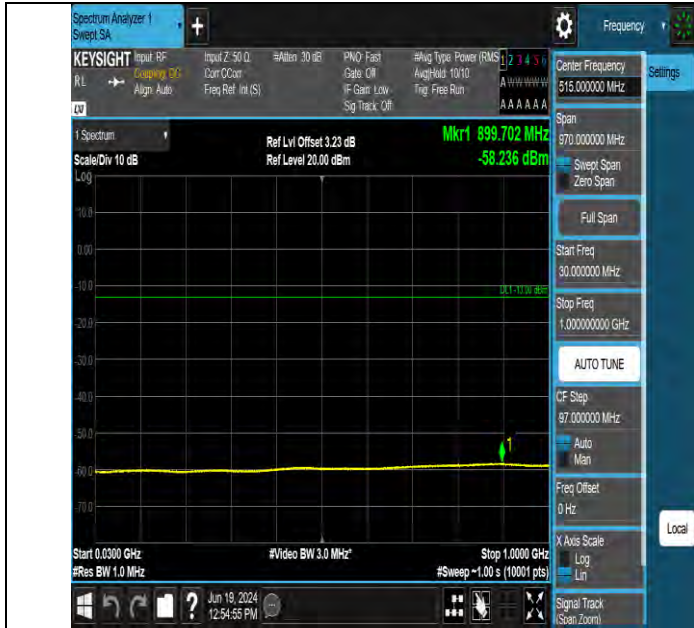 Spectrum Analyzer 1
Swept SA
+
Frequency
KEYSIGHT
RL
LXI
Input: RF
Coupling: DC
Align: Auto
Input Z: 50 Ω
Corr CCorr
Freq Ref: Int (S)
#Atten: 30 dB
PNO: Fast
Gate: Off
IF Gain: Low
Sig Track: Off
#Avg Type: Power (RMS
Avg|Hold: 10/10
Trig: Free Run
1 2 3 4 5 6
A W W W W W
A A A A A A
1 Spectrum
Scale/Div 10 dB
Log
Ref Lvl Offset 3.23 dB
Ref Level 20.00 dBm
Mkr1 899.702 MHz
-58.236 dBm
10.0
0.00
-10.0
DL1 -13.00 dBm
-30.0
-40.0
-50.0
1
-60.0
-70.0
Start 0.0300 GHz
#Res BW 1.0 MHz
#Video BW 3.0 MHz*
Stop 1.0000 GHz
#Sweep ~1.00 s (10001 pts)
?
Jun 19, 2024
12:54:55 PM
Center Frequency
515.000000 MHz
Settings
Span
970.000000 MHz
Swept Span
Zero Span
Full Span
Start Freq
30.000000 MHz
Stop Freq
1.000000000 GHz
AUTO TUNE
CF Step
97.000000 MHz
Auto
Man
Freq Offset
0 Hz
Local
X Axis Scale
Log
Lin
Signal Track
(Span Zoom)